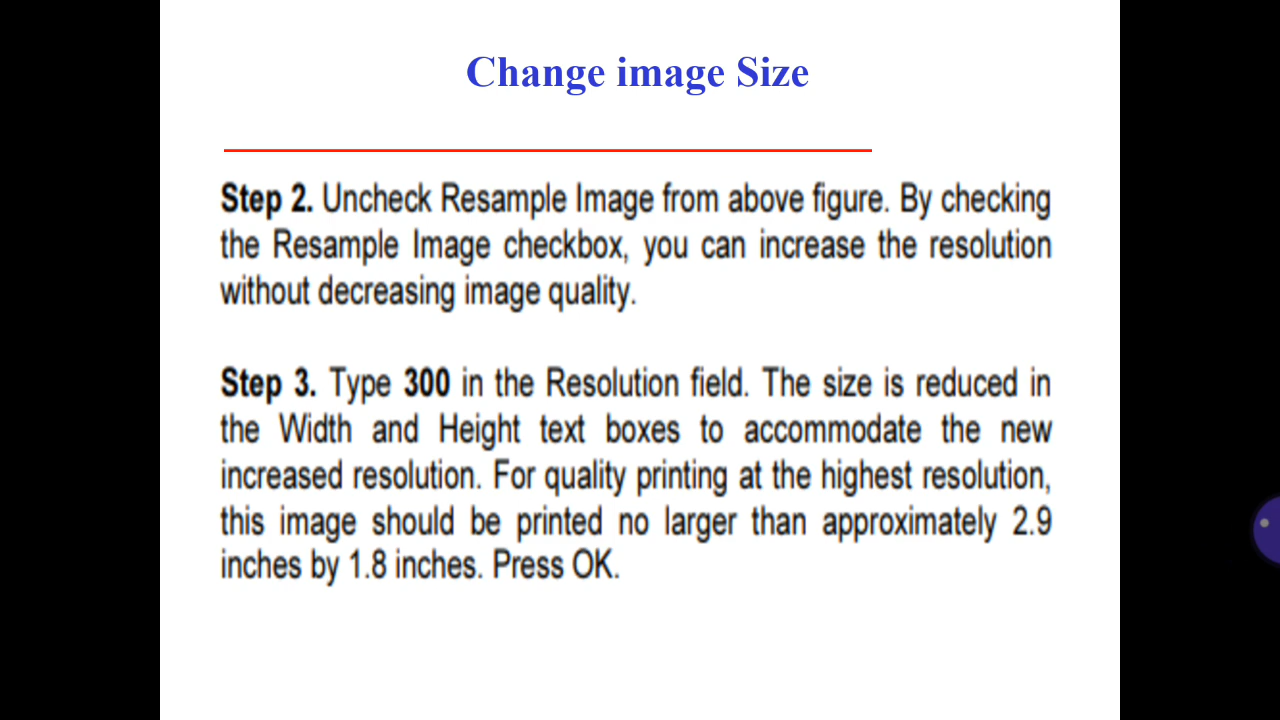 Change image Size
Step 2. Uncheck Resample Image from above figure. By checking
the Resample Image checkbox, you can increase the resolution
without decreasing image quality.
Step 3. Type 300 in the Resolution field. The size is reduced in
the Width and Height text boxes to accommodate the new
increased resolution. For quality printing at the highest resolution,
this image should be printed no larger than approximately 2.9
inches by 1.8 inches. Press OK.